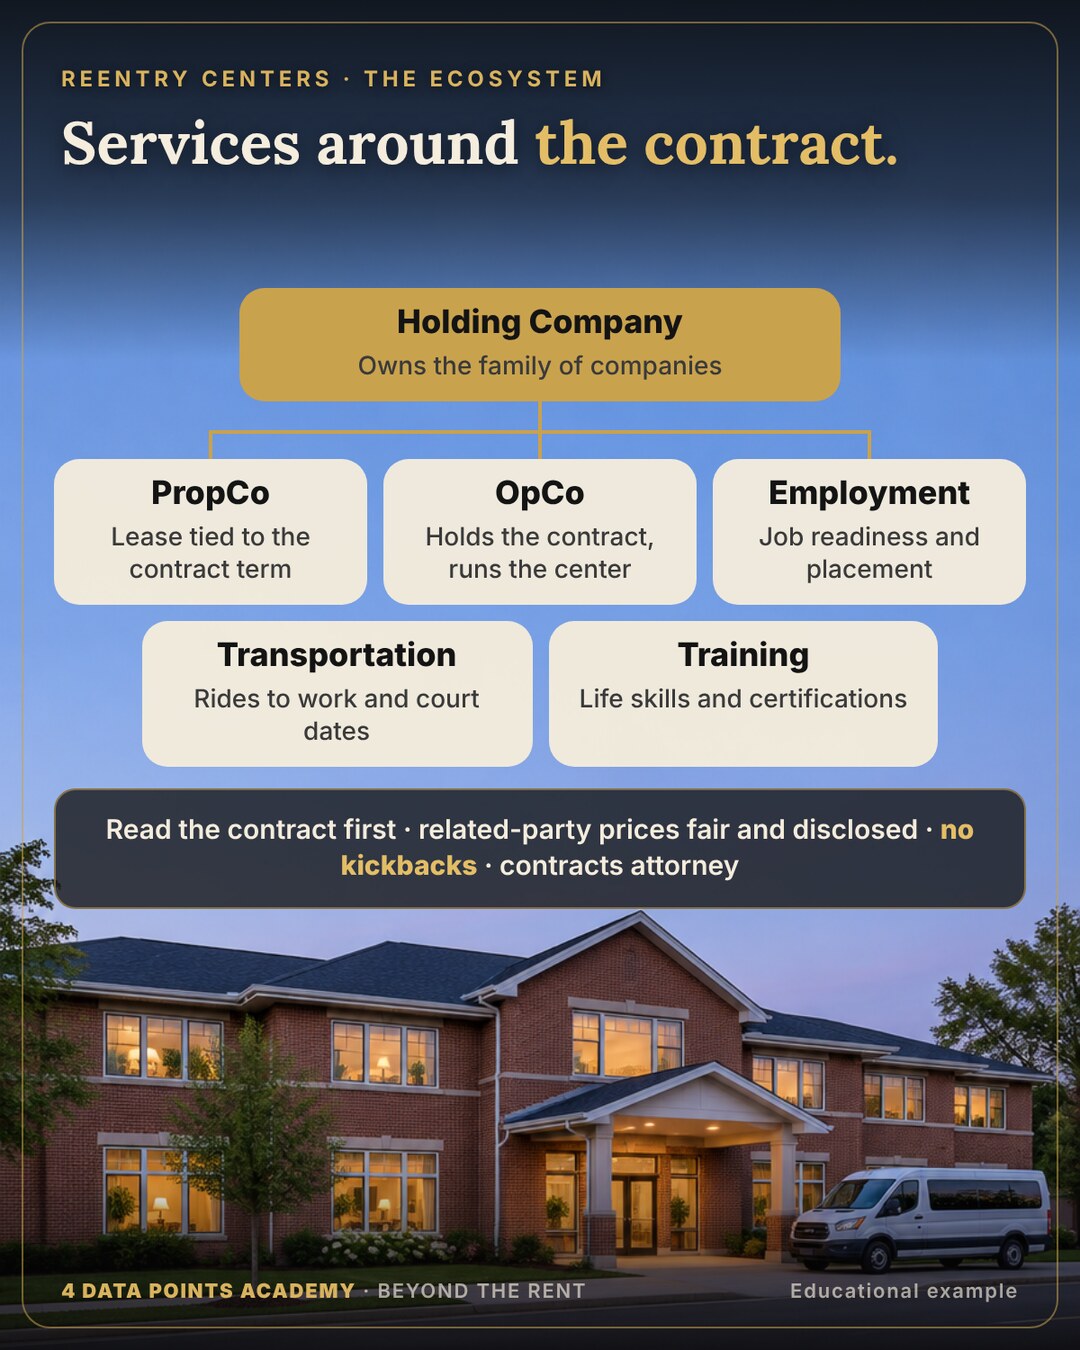 REENTRY CENTERS · THE ECOSYSTEM
Services around the contract.
Holding Company
Owns the family of companies
PropCo
Lease tied to the
contract term
OpCo
Holds the contract,
runs the center
Employment
Job readiness and
placement
Transportation
Rides to work and court
dates
Training
Life skills and certifications
Read the contract first · related-party prices fair and disclosed · no
kickbacks · contracts attorney
4 DATA POINTS ACADEMY · BEYOND THE RENT
Educational example